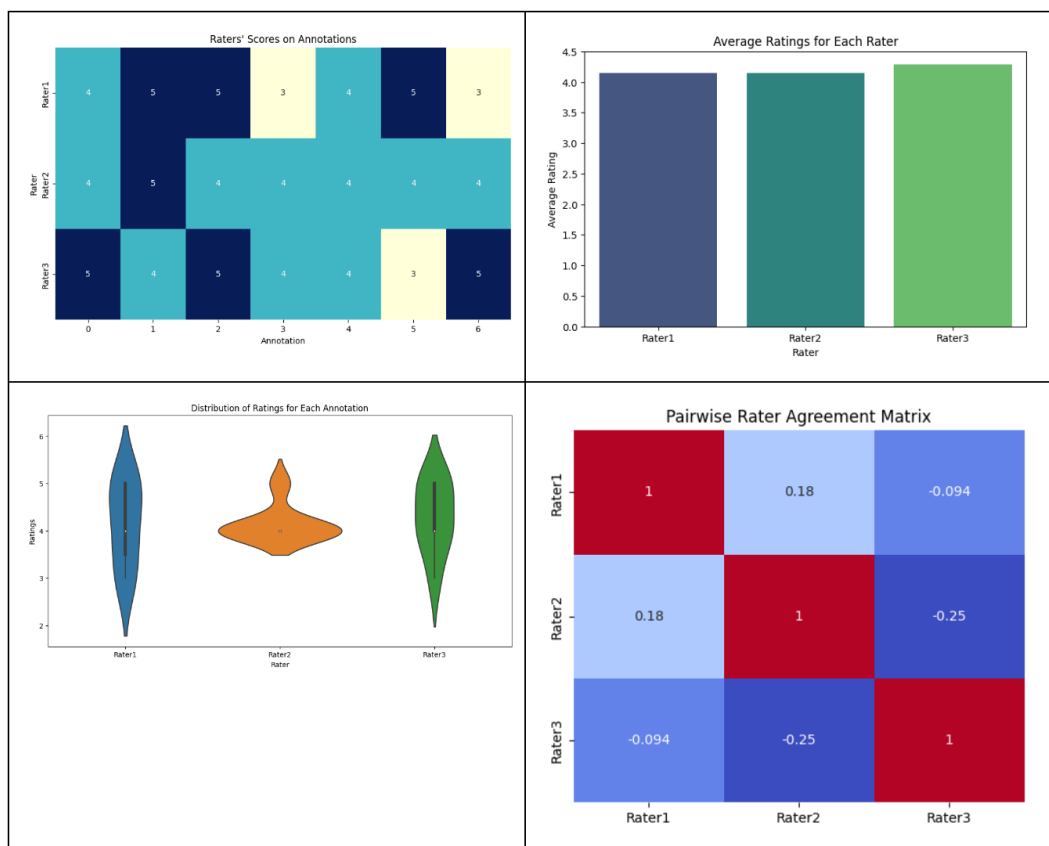 Raters' Scores on Annotations
Rater1
4 5 5 3 4 5 3
Rater
Rater2
4 5 4 4 4 4 4
Rater3
5 4 5 4 4 3 5
0 1 2 3 4 5 6
Annotation
Average Ratings for Each Rater
Average Rating
4.5
4.0
3.5
3.0
2.5
2.0
1.5
1.0
0.5
0.0
Rater1 Rater2 Rater3
Rater
Distribution of Ratings for Each Annotation
Ratings
6
5
4
3
2
Rater1 Rater2 Rater3
Rater
Pairwise Rater Agreement Matrix
Rater1
1 0.18 -0.094
Rater2
0.18 1 -0.25
Rater3
-0.094 -0.25 1
Rater1 Rater2 Rater3